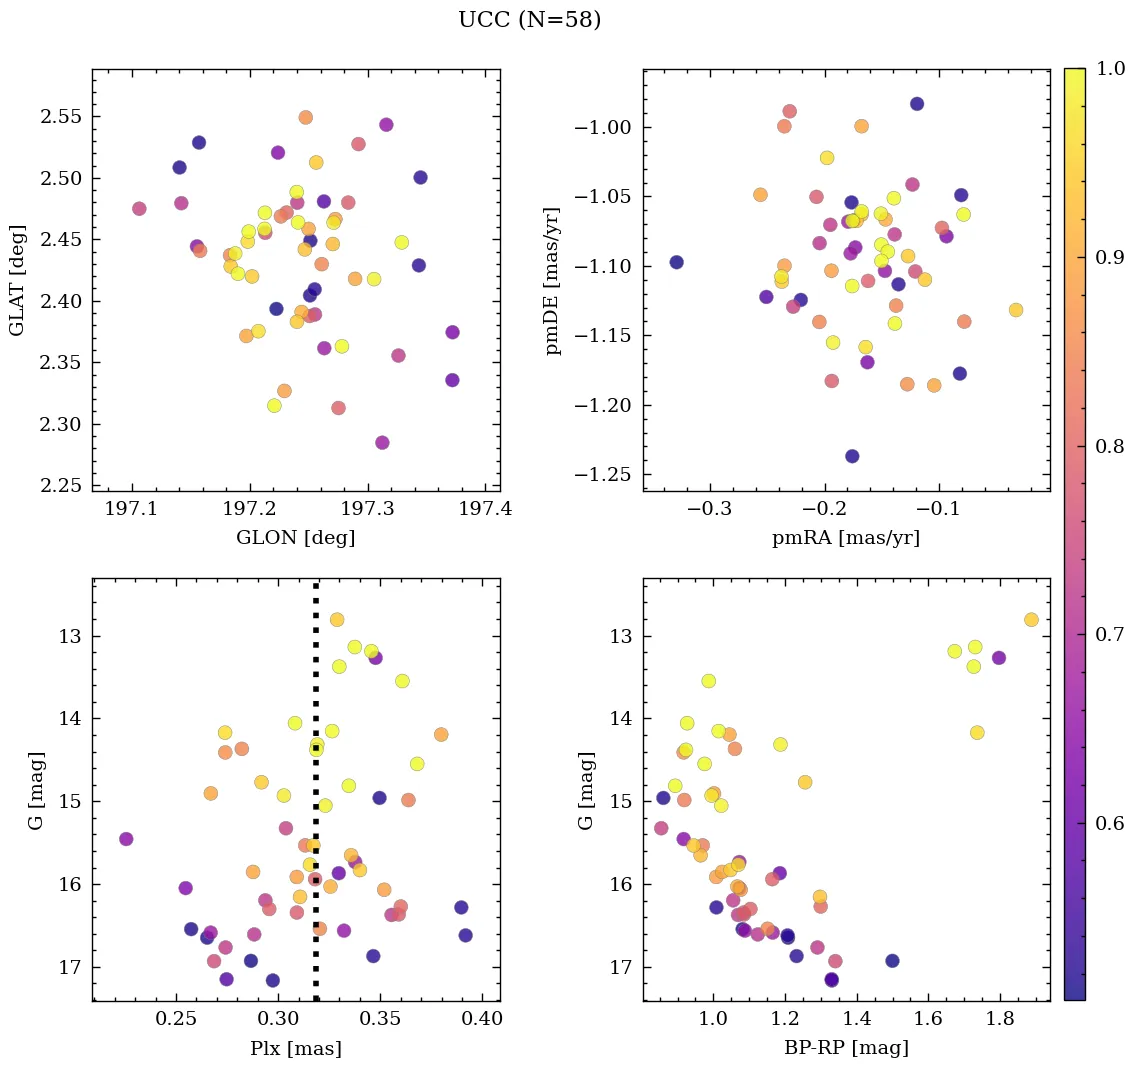 UCC (N=58)
2.55
2.50
2.45
2.40
2.35
2.30
2.25
GLAT [deg]
197.1 197.2 197.3 197.4
GLON [deg]
−1.00
−1.05
−1.10
−1.15
−1.20
−1.25
pmDE [mas/yr]
−0.3 −0.2 −0.1
pmRA [mas/yr]
13
14
15
16
17
G [mag]
0.25 0.30 0.35 0.40
Plx [mas]
13
14
15
16
17
G [mag]
1.0 1.2 1.4 1.6 1.8
BP-RP [mag]
1.0
0.9
0.8
0.7
0.6